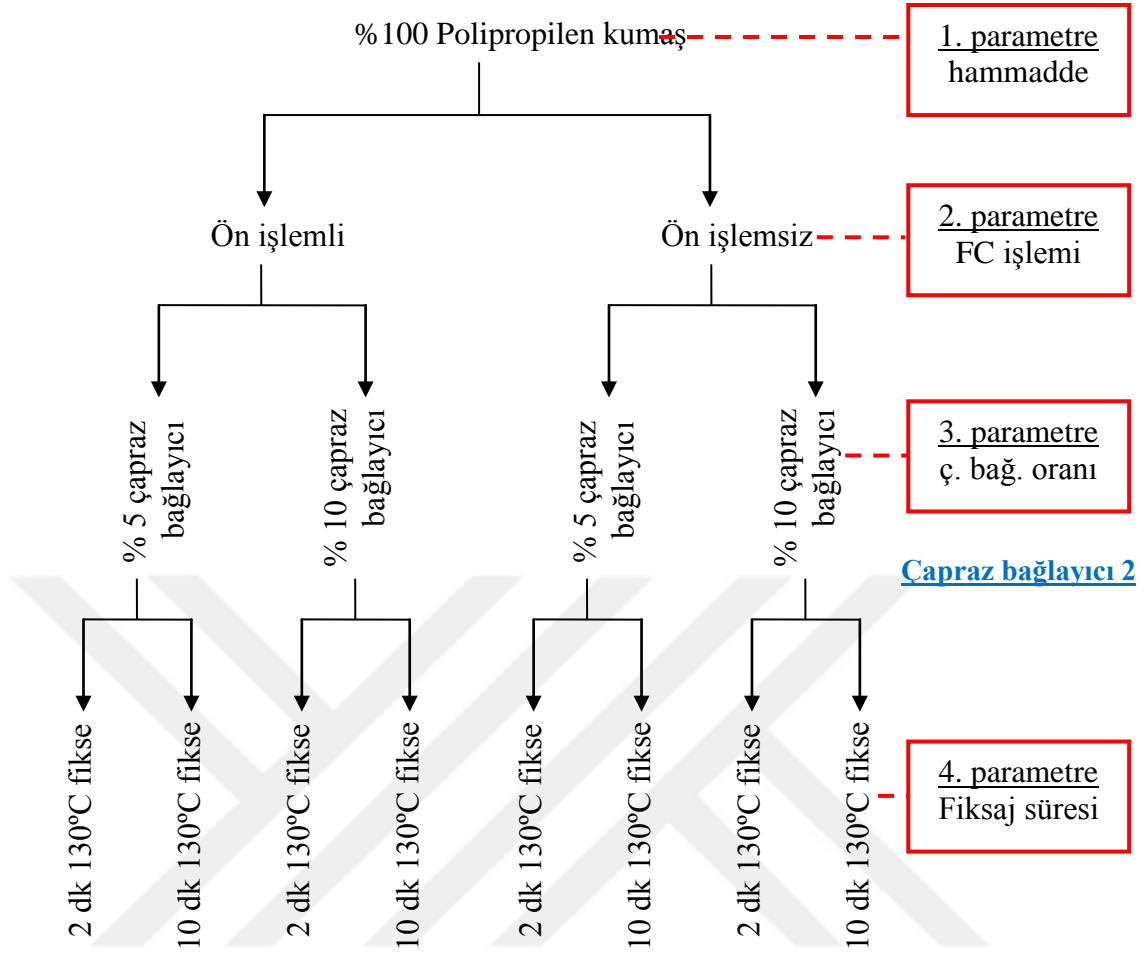 %100 Polipropilen kumaş
1. parametre
hammadde
Ön işlemli
Ön işlemsiz
2. parametre
FC işlemi
% 5 çapraz
bağlayıcı
% 10 çapraz
bağlayıcı
% 5 çapraz
bağlayıcı
% 10 çapraz
bağlayıcı
3. parametre
ç. bağ. oranı
Çapraz bağlayıcı 2
2 dk 130ºC fikse
10 dk 130ºC fikse
2 dk 130ºC fikse
10 dk 130ºC fikse
2 dk 130ºC fikse
10 dk 130ºC fikse
2 dk 130ºC fikse
10 dk 130ºC fikse
4. parametre
Fiksaj süresi